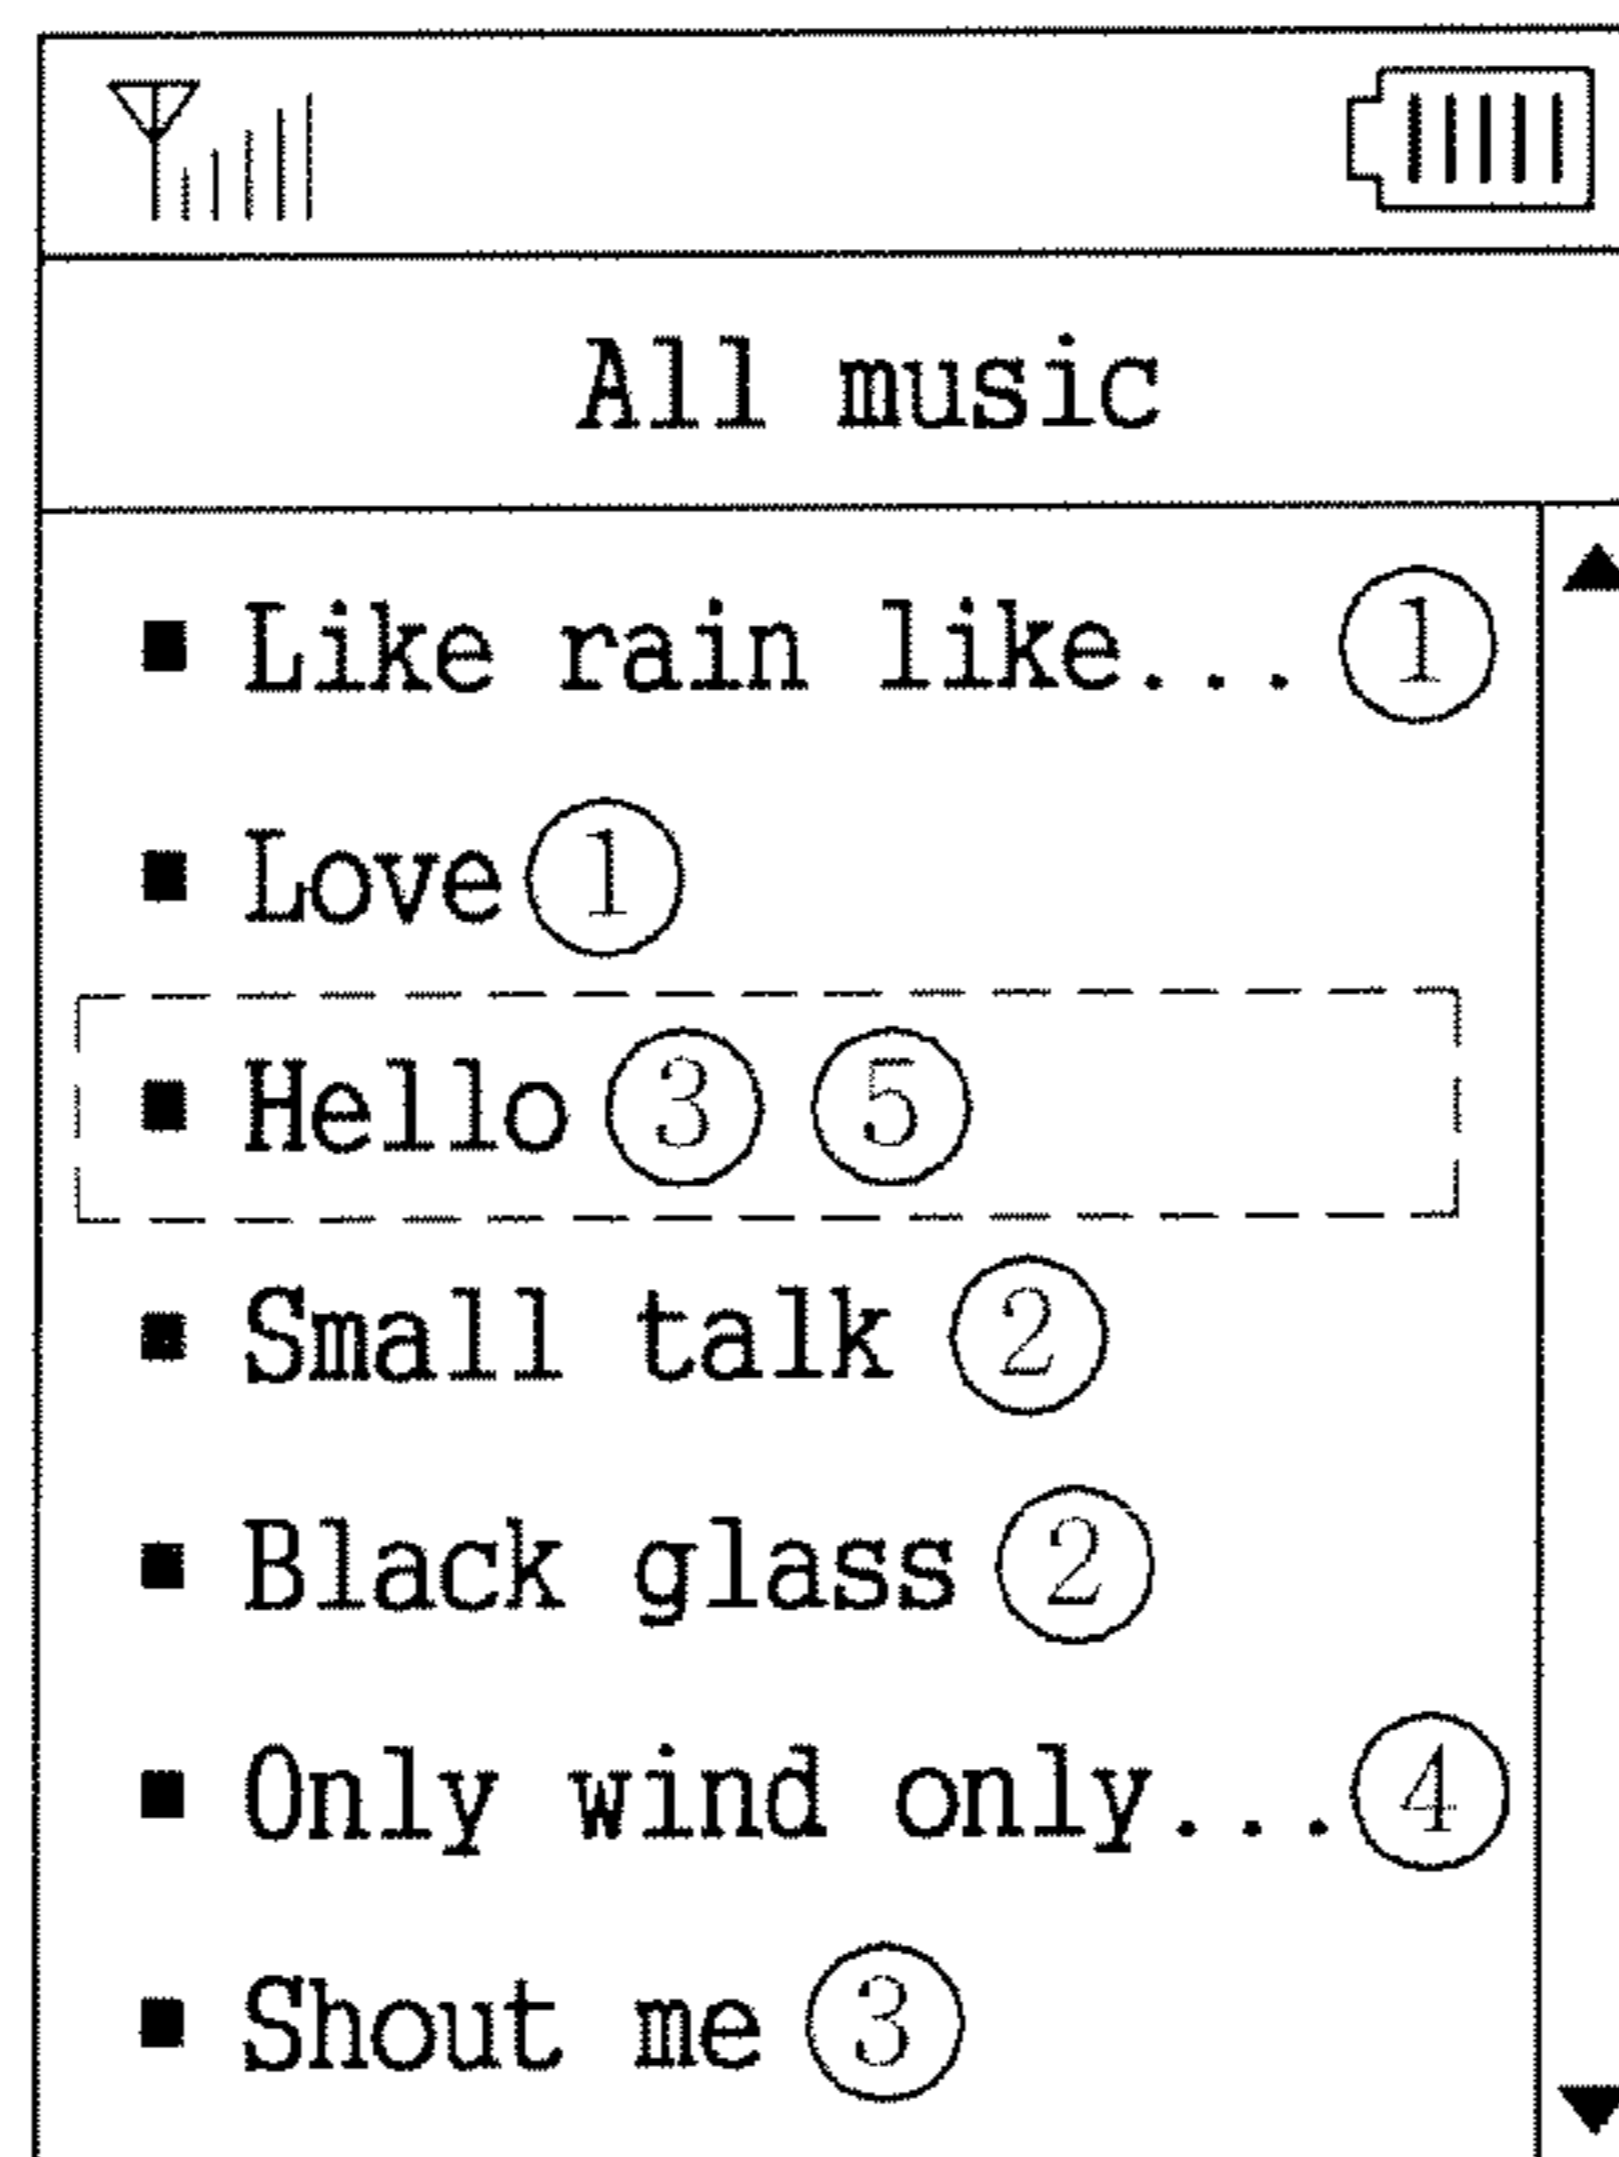 All music
▪ Like rain like... ①
▪ Love ①
▪ Hello ③ ⑤
▪ Small talk ②
▪ Black glass ②
▪ Only wind only... ④
▪ Shout me ③